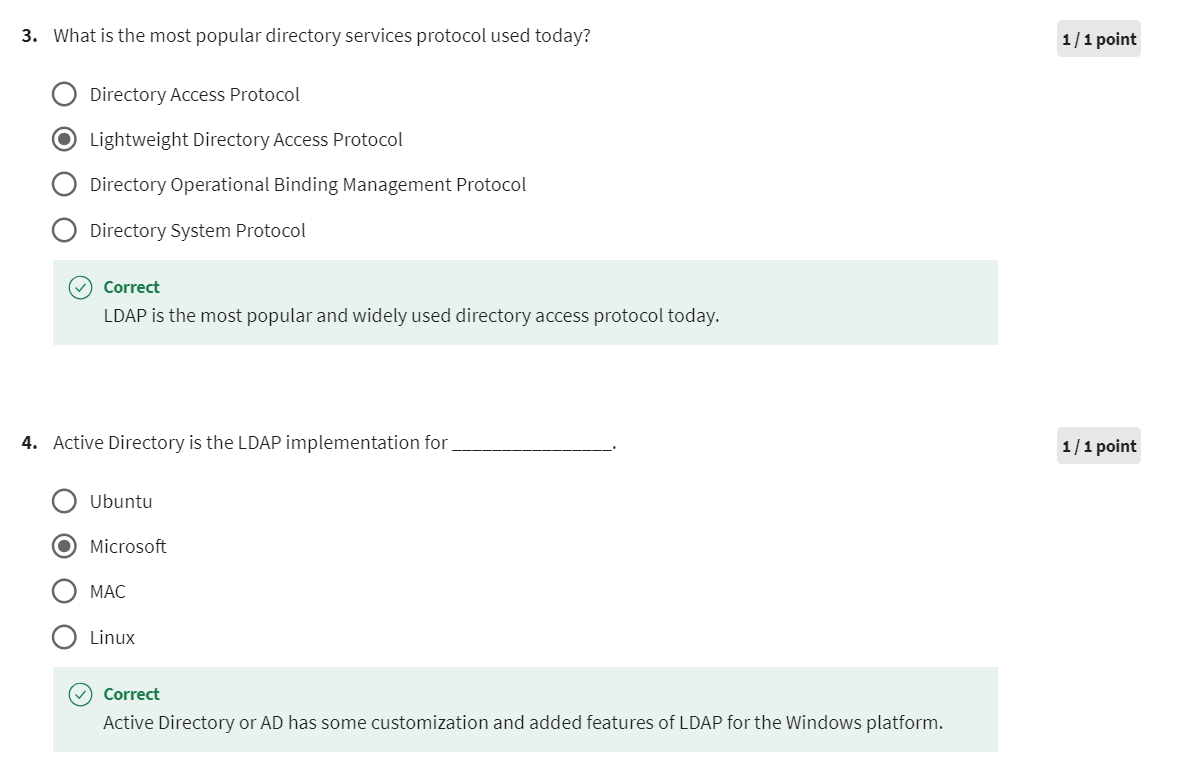 3. What is the most popular directory services protocol used today?
1 / 1 point
Directory Access Protocol
Lightweight Directory Access Protocol
Directory Operational Binding Management Protocol
Directory System Protocol
Correct
LDAP is the most popular and widely used directory access protocol today.
4. Active Directory is the LDAP implementation for ________________.
1 / 1 point
Ubuntu
Microsoft
MAC
Linux
Correct
Active Directory or AD has some customization and added features of LDAP for the Windows platform.